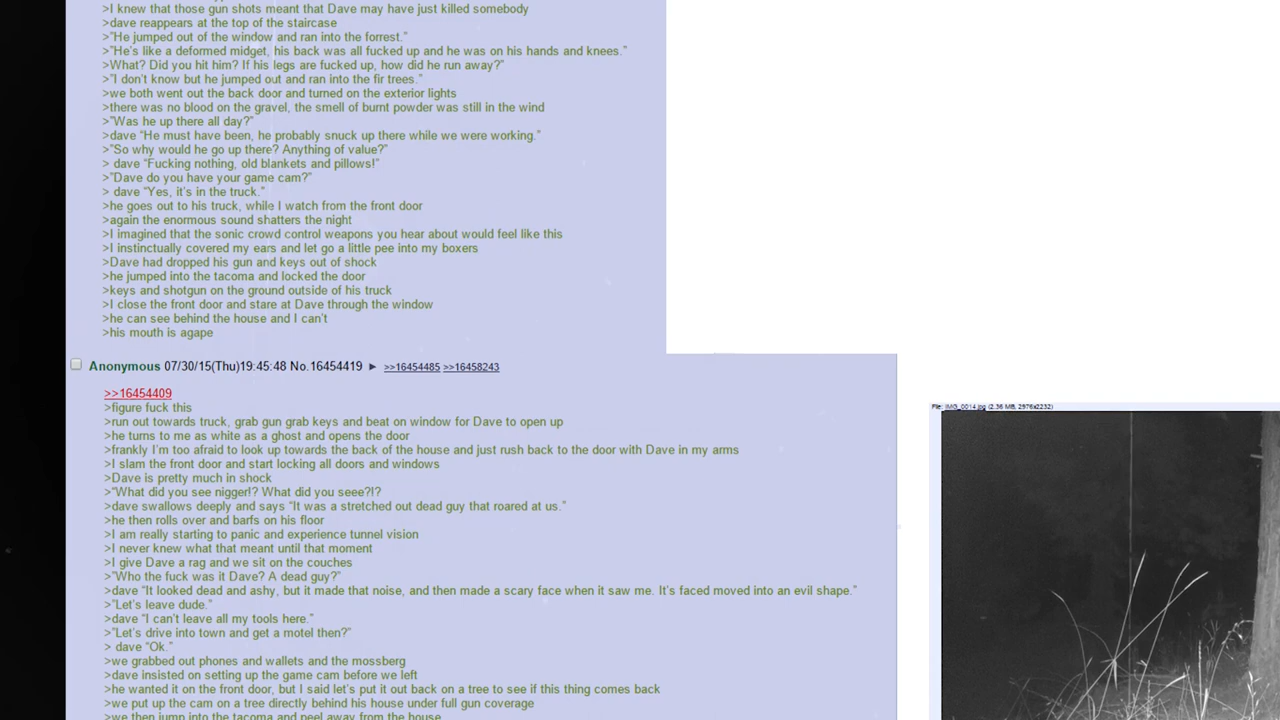 >I knew that those gun shots meant that Dave may have just killed somebody
>dave reappears at the top of the staircase
>"He jumped out of the window and ran into the forrest."
>"He's like a deformed midget, his back was all fucked up and he was on his hands and knees."
>What? Did you hit him? If his legs are fucked up, how did he run away?"
>"I don't know but he jumped out and ran into the fir trees."
>we both went out the back door and turned on the exterior lights
>there was no blood on the gravel, the smell of burnt powder was still in the wind
>"Was he up there all day?"
>dave "He must have been, he probably snuck up there while we were working."
>"So why would he go up there? Anything of value?"
> dave "Fucking nothing, old blankets and pillows!"
>"Dave do you have your game cam?"
> dave "Yes, it's in the truck."
>he goes out to his truck, while I watch from the front door
>again the enormous sound shatters the night
>I imagined that the sonic crowd control weapons you hear about would feel like this
>I instinctually covered my ears and let go a little pee into my boxers
>Dave had dropped his gun and keys out of shock
>he jumped into the tacoma and locked the door
>keys and shotgun on the ground outside of his truck
>I close the front door and stare at Dave through the window
>he can see behind the house and I can't
>his mouth is agape
Anonymous 07/30/15(Thu)19:45:48 No.16454419 ► >>16454485 >>16458243
>>16454409
>figure fuck this
>run out towards truck, grab gun grab keys and beat on window for Dave to open up
>he turns to me as white as a ghost and opens the door
>frankly I'm too afraid to look up towards the back of the house and just rush back to the door with Dave in my arms
>I slam the front door and start locking all doors and windows
>Dave is pretty much in shock
>"What did you see nigger!? What did you seee?!?
>dave swallows deeply and says "It was a stretched out dead guy that roared at us."
>he then rolls over and barfs on his floor
>I am really starting to panic and experience tunnel vision
>I never knew what that meant until that moment
>I give Dave a rag and we sit on the couches
>"Who the fuck was it Dave? A dead guy?"
>dave "It looked dead and ashy, but it made that noise, and then made a scary face when it saw me. It's faced moved into an evil shape."
>"Let's leave dude."
>dave "I can't leave all my tools here."
>"Let's drive into town and get a motel then?"
> dave "Ok."
>we grabbed out phones and wallets and the mossberg
>dave insisted on setting up the game cam before we left
>he wanted it on the front door, but I said let's put it out back on a tree to see if this thing comes back
>we put up the cam on a tree directly behind his house under full gun coverage
>we then jump into the tacoma and peel away from the house
File: IMG_0014.jpg (2.36 MB, 2976x2232)